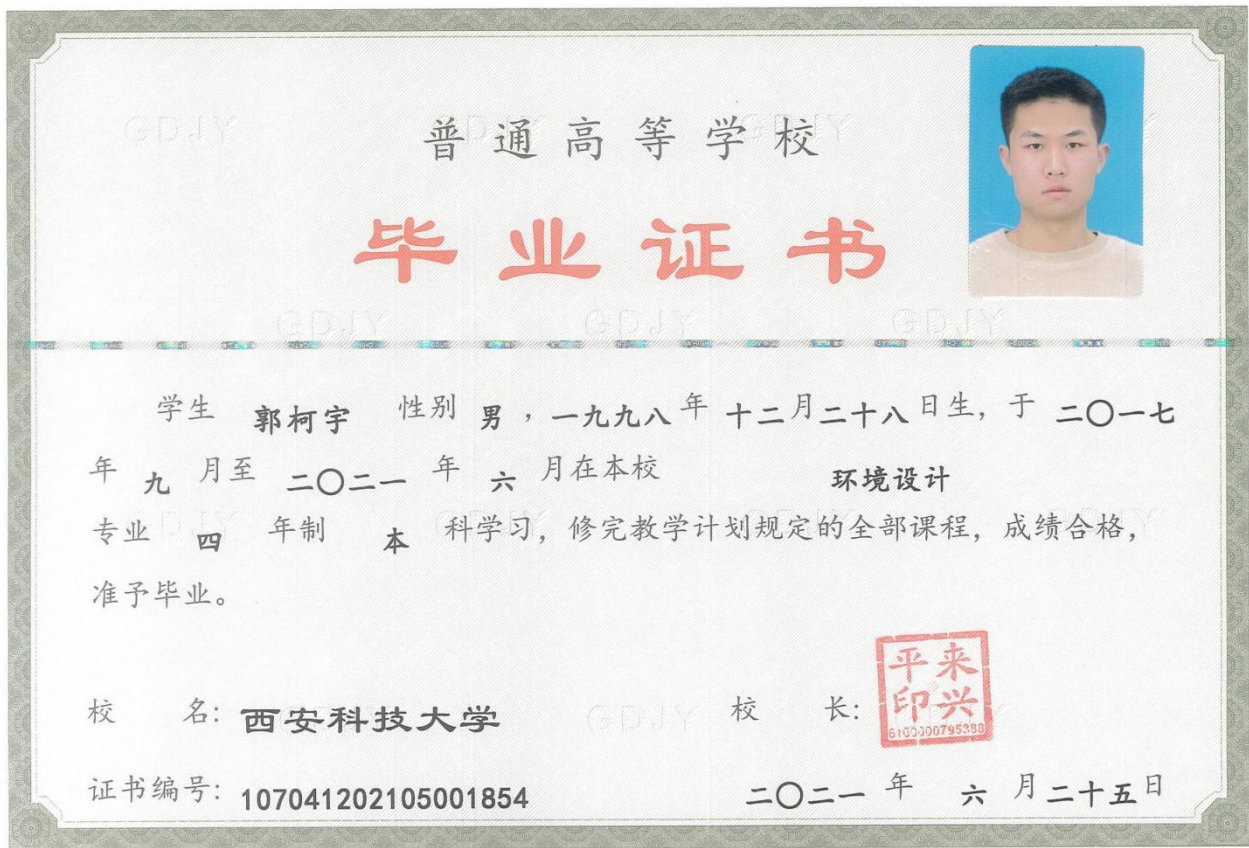 普通高等学校
毕业证书
GDJY GDJY GDJY
学生 郭柯宇 性别 男，一九九八年 十二月二十八日生，于 二〇一七
年 九 月至 二〇二一 年 六 月在本校 环境设计
专业 四 年制 本 科学习，修完教学计划规定的全部课程，成绩合格，
准予毕业。
校 名：西安科技大学 校 长：
平来
印兴
6100000795388
证书编号：107041202105001854 二〇二一 年 六 月二十五日